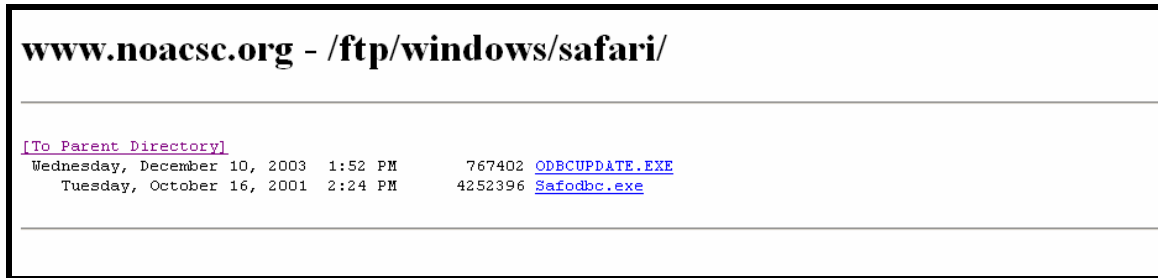 www.noacsc.org - /ftp/windows/safari/
[To Parent Directory]
Wednesday, December 10, 2003 1:52 PM 767402 ODBCUPDATE.EXE
Tuesday, October 16, 2001 2:24 PM 4252396 Safodbc.exe